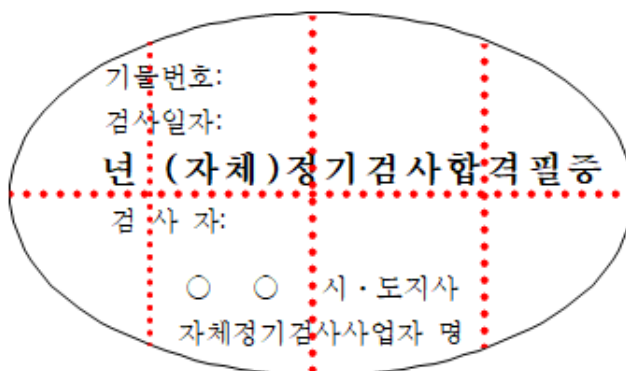 기물번호:
검사일자:
년 (자체)정기검사합격필증
검 사 자:
○ ○ 시·도지사
자체정기검사사업자 명